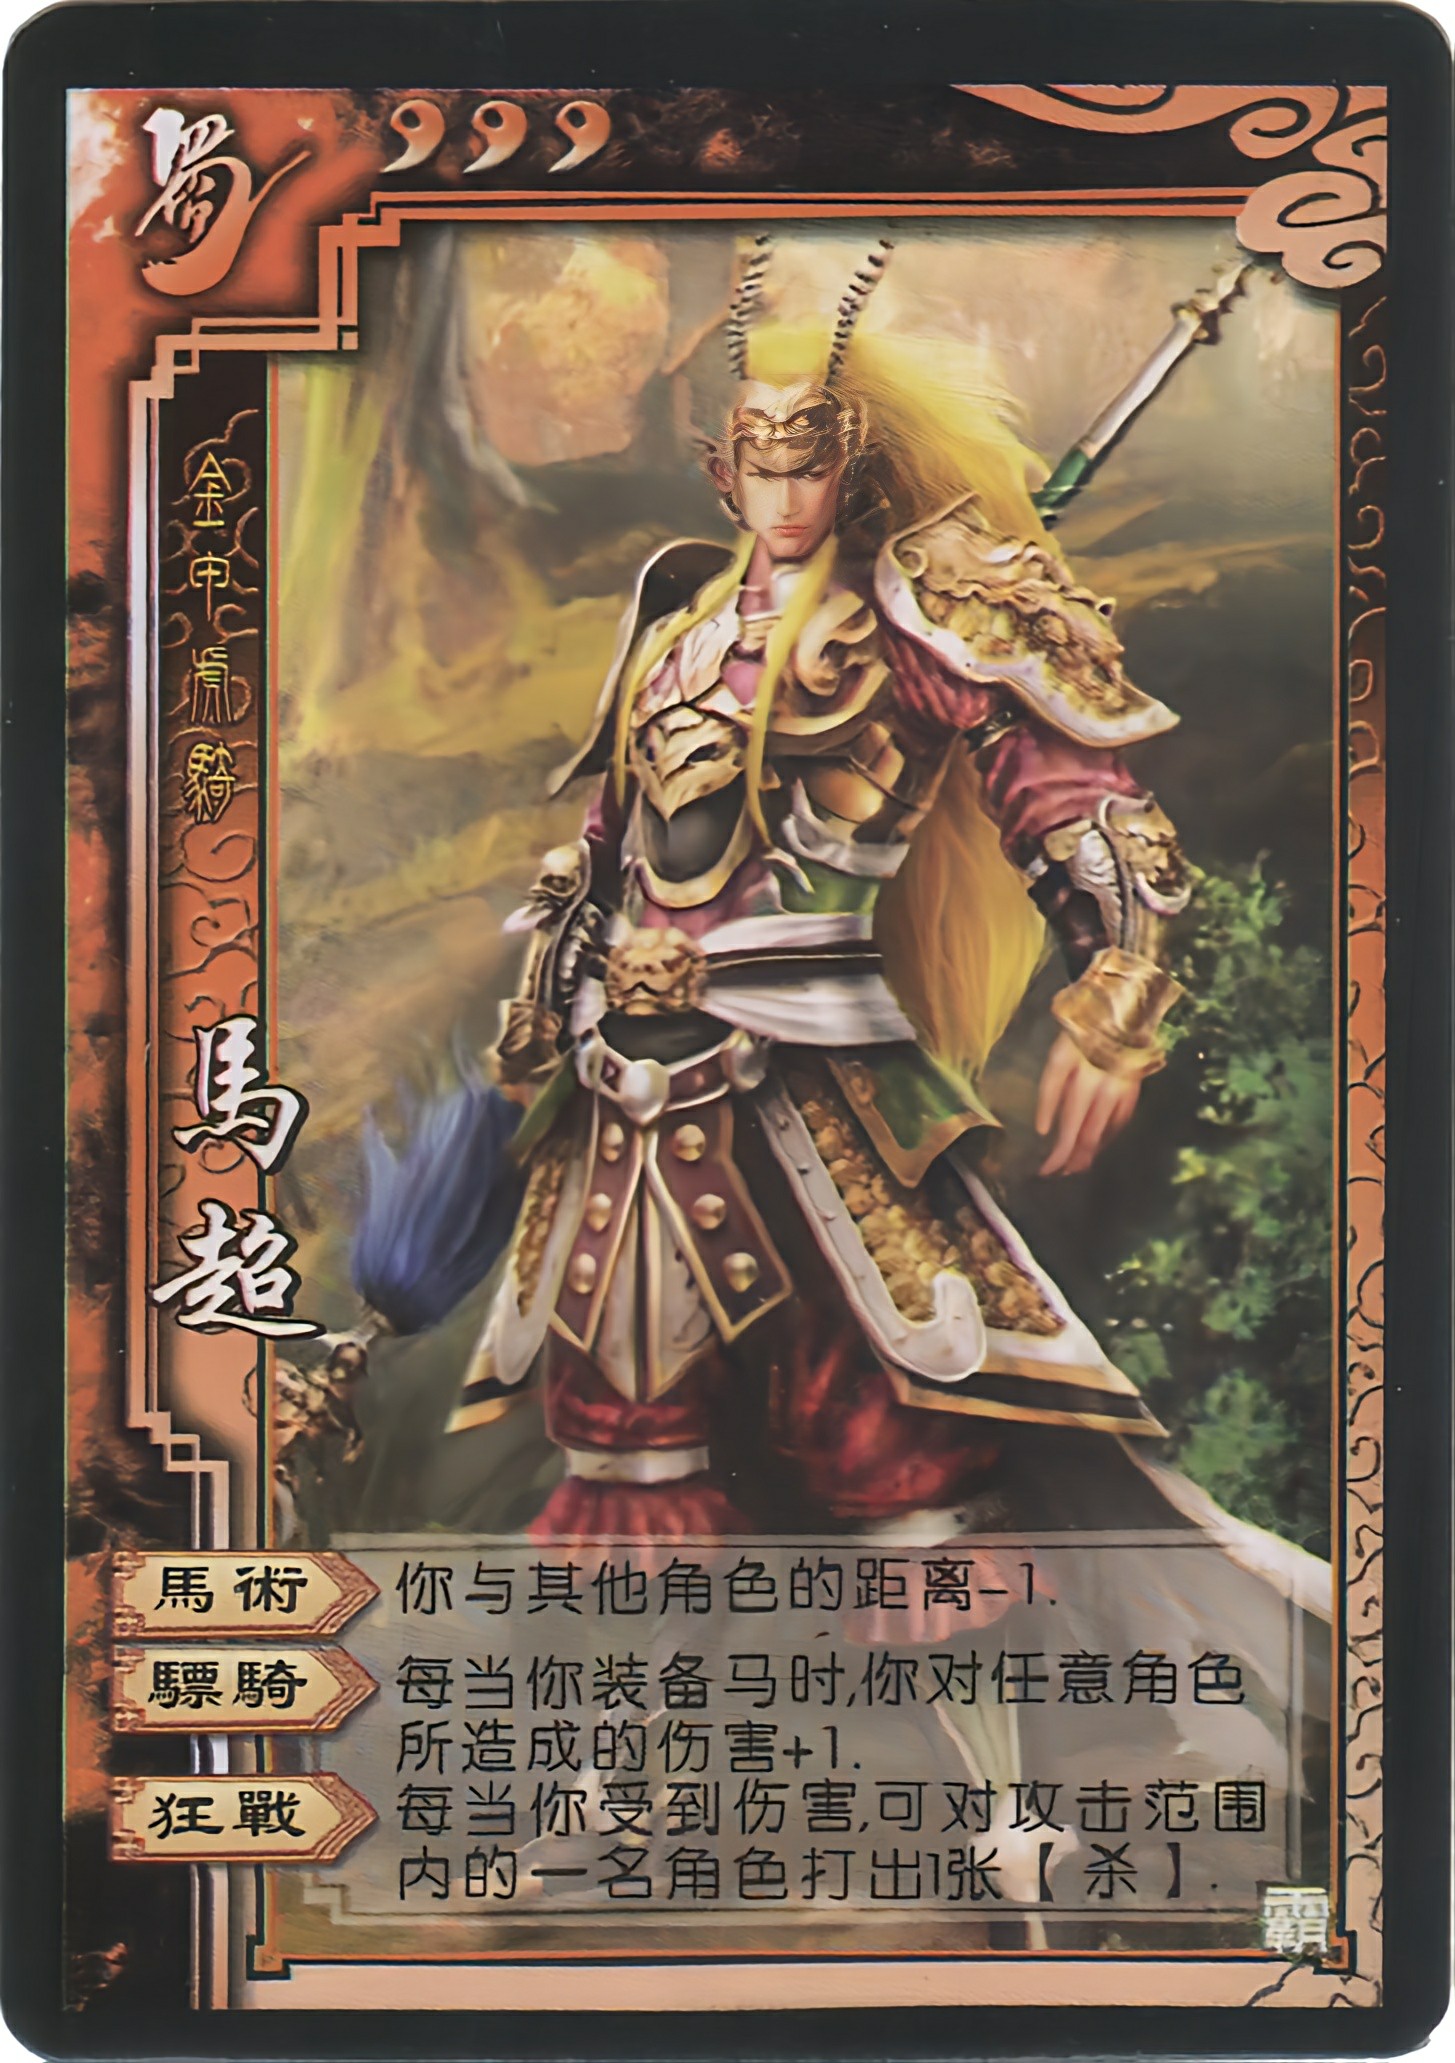 蜀
金甲虎騎
馬超
馬術
你与其他角色的距离-1.
驃騎
每当你装备马时,你对任意角色
所造成的伤害+1.
狂戰
每当你受到伤害,可对攻击范围
内的一名角色打出1张【杀】.
霸